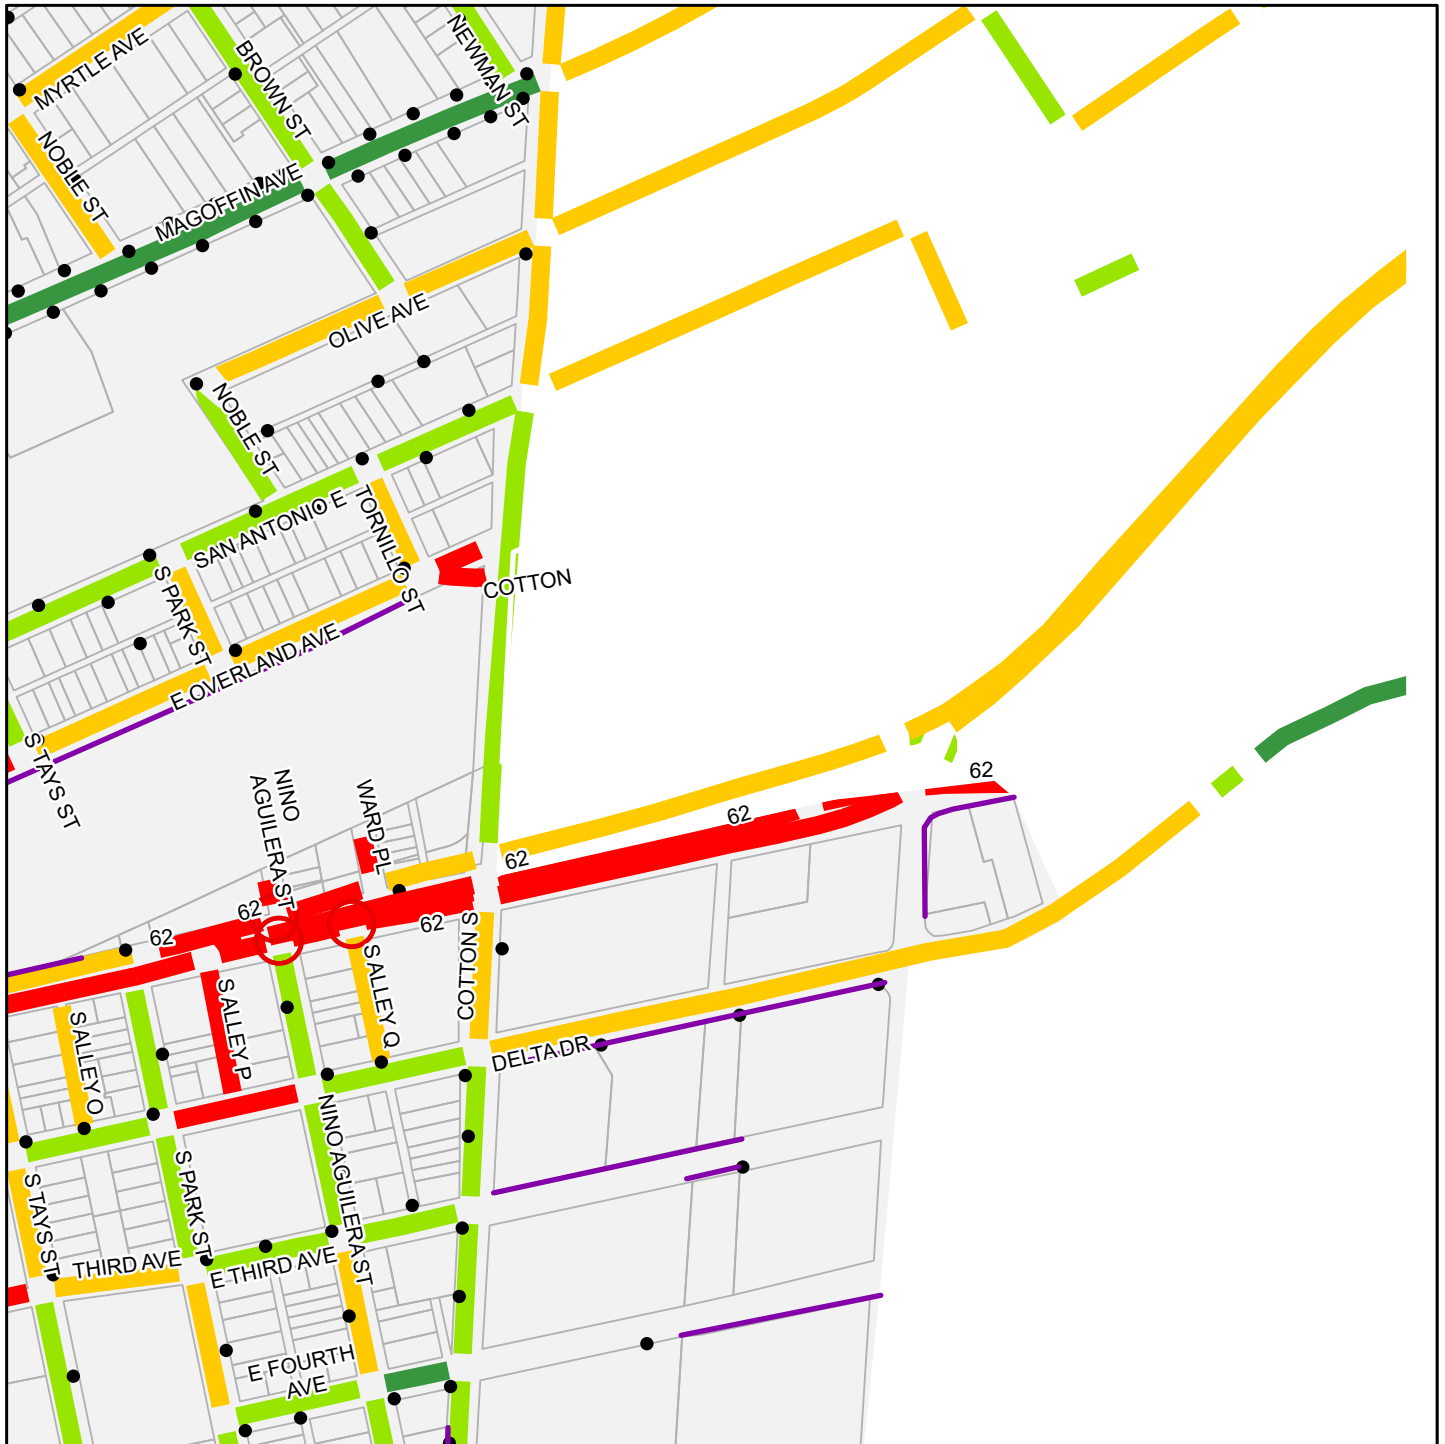 MYRTLE AVE
BROWN ST
NEWMAN ST
NOBLE ST
MAGOFFIN AVE
OLIVE AVE
NOBLE ST
SAN ANTONIO E
TORNILLO ST
COTTON
S PARK ST
E OVERLAND AVE
S TAYS ST
NINO
AGUILERA ST
WARD PL
62
62
62
62
62
62
COTTON S
S ALLEY Q
S ALLEY P
S ALLEY O
DELTA DR
NINO AGUILERA ST
S PARK ST
S TAYS ST
THIRD AVE
E THIRD AVE
E FOURTH
AVE